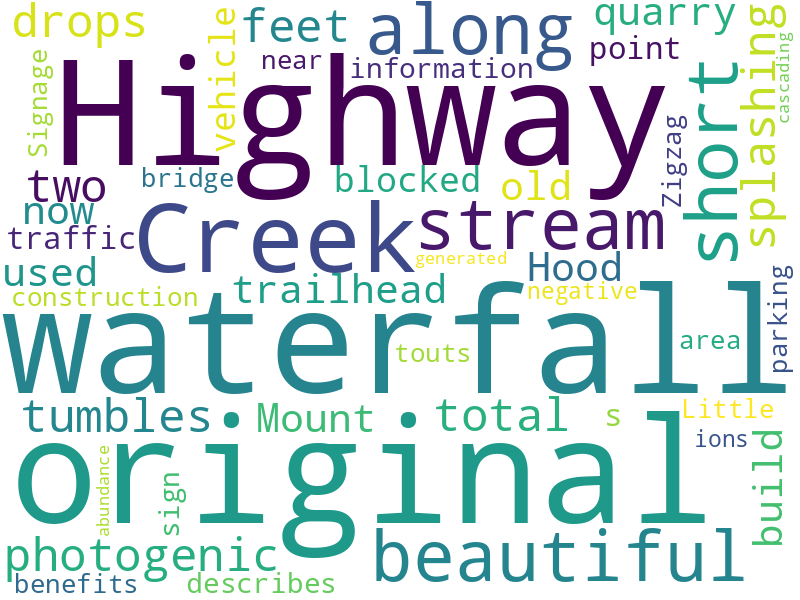 drops
feet
along
quarry
splashing
cascading
Signage
vehicle
near
information
point
Highway
short
Zigzag
two
bridge
blocked
old
now
traffic
Creek
stream
used
generated
Hood
construction
trailhead
negative
parking
waterfall
touts
area
tumbles
Mount
total
s
Little
original
ions
build
abundance
sign
photogenic
beautiful
benefits
describes